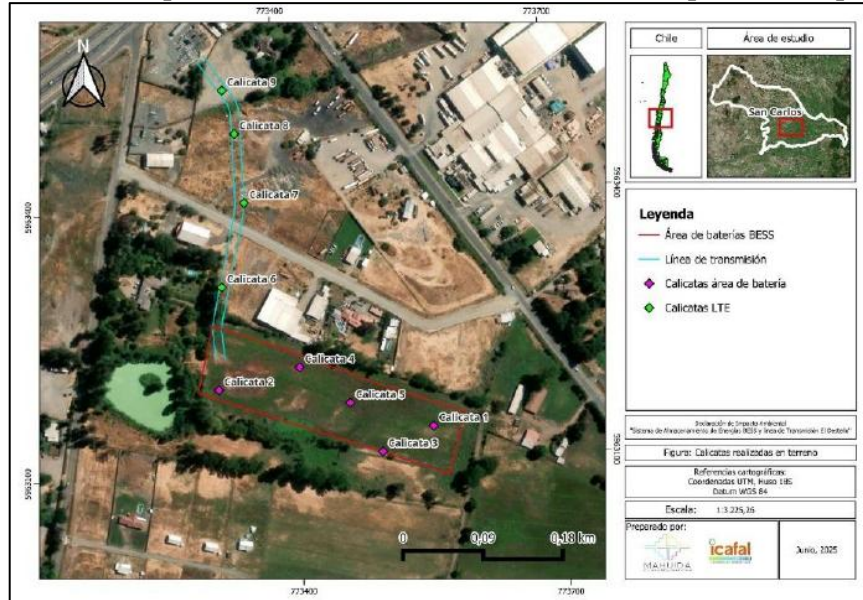 773400
773700
N
Calicata 9
Calicata 8
Calicata 7
Calicata 6
Calicata 4
Calicata 2
Calicata 5
Calicata 1
Calicata 3
5963400
5963400
5963100
5963100
0
0,09
0,18 km
773400
773700
Chile
Área de estudio
San Carlos
Leyenda
Área de baterías BESS
Línea de transmisión
Calicatas área de batería
Calicatas LTE
Declaración de Impacto Ambiental
"Sistema de Almacenamiento de Energías BESS y línea de Transmisión El Desteño"
Figura: Calicatas realizadas en terreno
Referencias cartográficas:
Coordenadas UTM, Huso 18S
Datum WGS 84
Escala: 1:3.225,26
Preparado por:
MAHUIDA
icafal
Junio, 2025